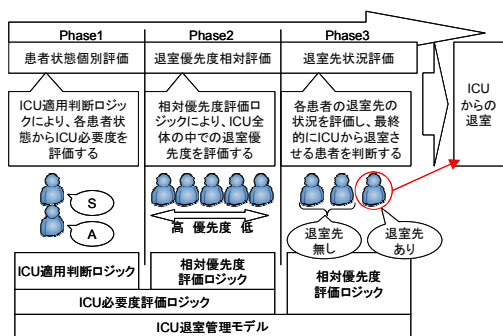 Phase1
Phase2
Phase3
患者状態個別評価
退室優先度相対評価
退室先状況評価
ICU
からの
退室
ICU適用判断ロジッ
クにより、各患者状
態からICU必要度を
評価する
相対優先度評価ロ
ジックにより、ICU全
体の中での退室優
先度を評価する
各患者の退室先の
状況を評価し、最終
的にICUから退室さ
せる患者を判断する
S
A
高 優先度 低
退室先
無し
退室先
あり
ICU適用判断ロジック
相対優先度
評価ロジック
相対優先度
評価ロジック
ICU必要度評価ロジック
ICU退室管理モデル